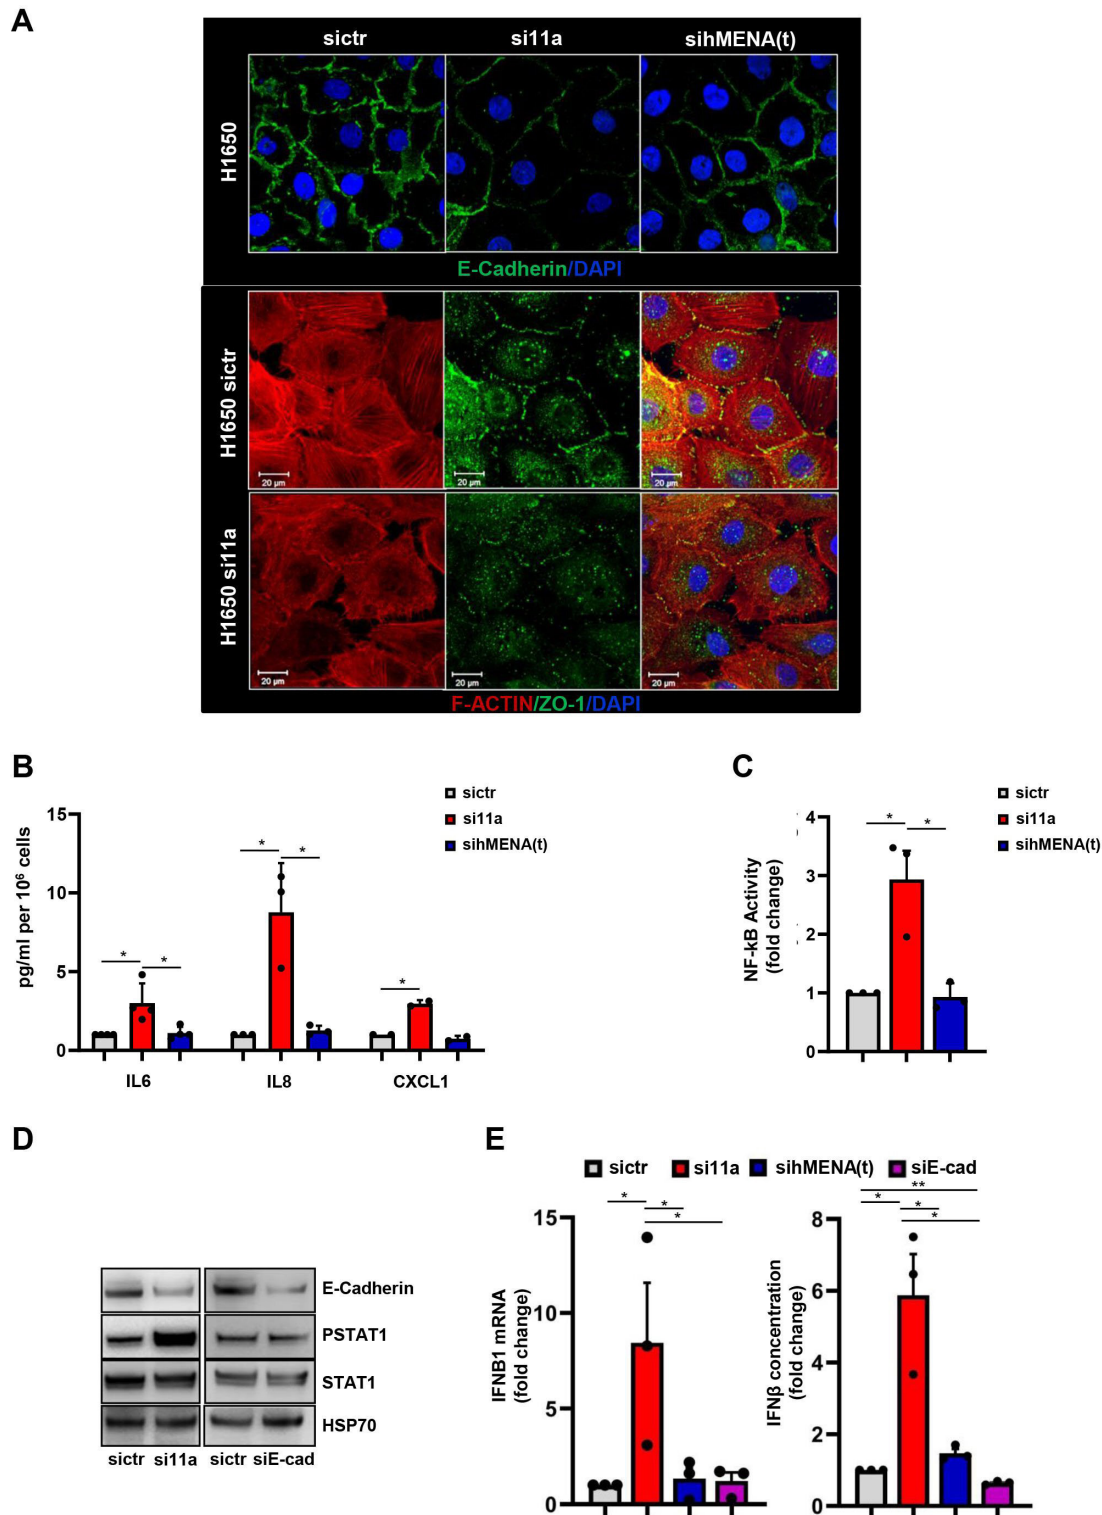 A
sictr si11a sihMENA(t)
H1650
E-Cadherin/DAPI
H1650 sictr
20 µm 20 µm 20 µm
H1650 si11a
20 µm 20 µm 20 µm
F-ACTIN/ZO-1/DAPI
B
sictr
si11a
sihMENA(t)
pg/ml per 10⁶ cells
15
10
5
0
* * * * *
IL6 IL8 CXCL1
C
sictr
si11a
sihMENA(t)
NF-kB Activity
(fold change)
4
3
2
1
0
* *
D
E-Cadherin
PSTAT1
STAT1
HSP70
sictr si11a sictr siE-cad
E
sictr si11a sihMENA(t) siE-cad
IFNB1 mRNA
(fold change)
15
10
5
0
* * *
IFNβ concentration
(fold change)
8
6
4
2
0
**
* * *